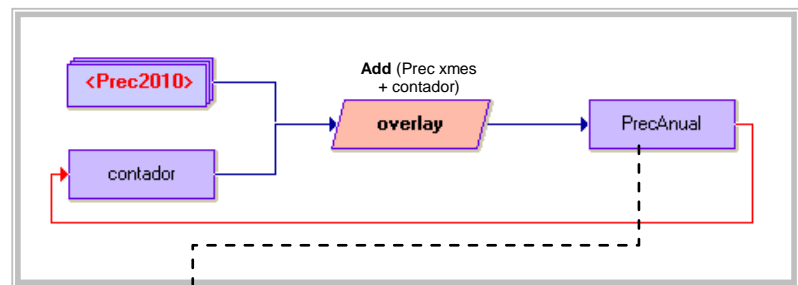 <Prec2010>
Add (Prec xmes
+ contador)
overlay
PrecAnual
contador